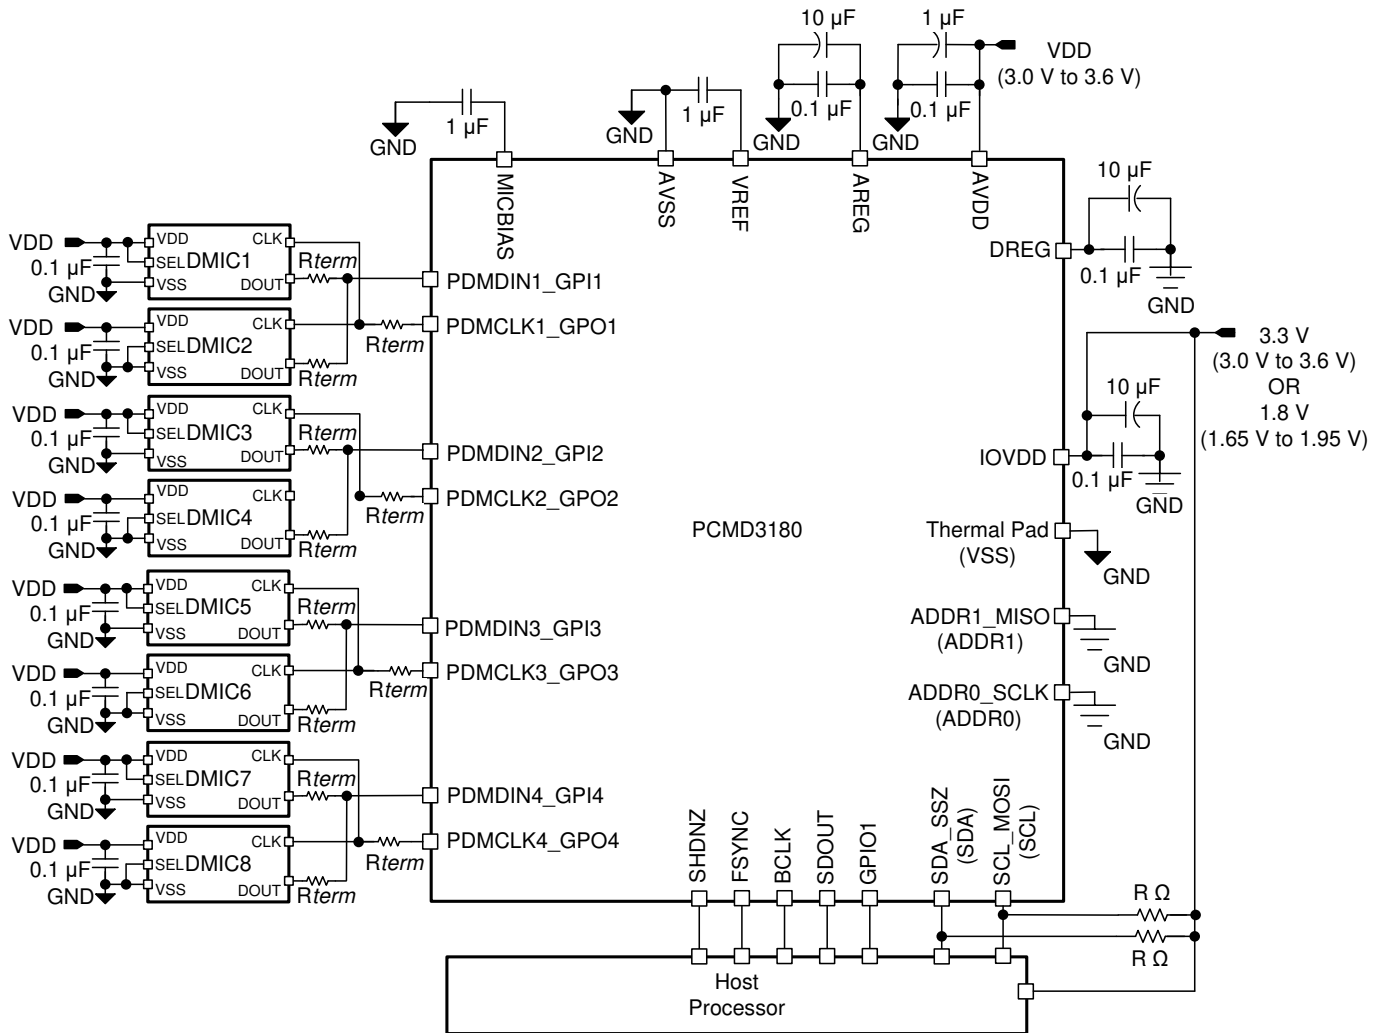 10 µF
1 µF
VDD
(3.0 V to 3.6 V)
0.1 µF
0.1 µF
1 µF
1 µF
GND
GND
GND
GND
MICBIAS
AVSS
VREF
AREG
AVDD
10 µF
DREG
0.1 µF
GND
VDD
0.1 µF
GND
VDD
SEL
VSS
DMIC1
CLK
DOUT
Rterm
PDMDIN1_GPI1
VDD
0.1 µF
GND
VDD
SEL
VSS
DMIC2
CLK
DOUT
Rterm
Rterm
PDMCLK1_GPO1
3.3 V
(3.0 V to 3.6 V)
OR
1.8 V
(1.65 V to 1.95 V)
10 µF
IOVDD
0.1 µF
GND
VDD
0.1 µF
GND
VDD
SEL
VSS
DMIC3
CLK
DOUT
Rterm
PDMDIN2_GPI2
VDD
0.1 µF
GND
VDD
SEL
VSS
DMIC4
CLK
DOUT
Rterm
Rterm
PDMCLK2_GPO2
PCMD3180
Thermal Pad
(VSS)
GND
VDD
0.1 µF
GND
VDD
SEL
VSS
DMIC5
CLK
DOUT
Rterm
PDMDIN3_GPI3
ADDR1_MISO
(ADDR1)
GND
VDD
0.1 µF
GND
VDD
SEL
VSS
DMIC6
CLK
DOUT
Rterm
Rterm
PDMCLK3_GPO3
ADDR0_SCLK
(ADDR0)
GND
VDD
0.1 µF
GND
VDD
SEL
VSS
DMIC7
CLK
DOUT
Rterm
PDMDIN4_GPI4
VDD
0.1 µF
GND
VDD
SEL
VSS
DMIC8
CLK
DOUT
Rterm
Rterm
PDMCLK4_GPO4
SHDNZ
FSYNC
BCLK
SDOUT
GPIO1
SDA_SSZ
(SDA)
SCL_MOSI
(SCL)
R Ω
R Ω
Host
Processor